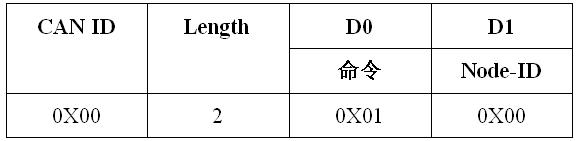 CAN ID Length D0 D1
命令 Node-ID
0X00 2 0X01 0X00